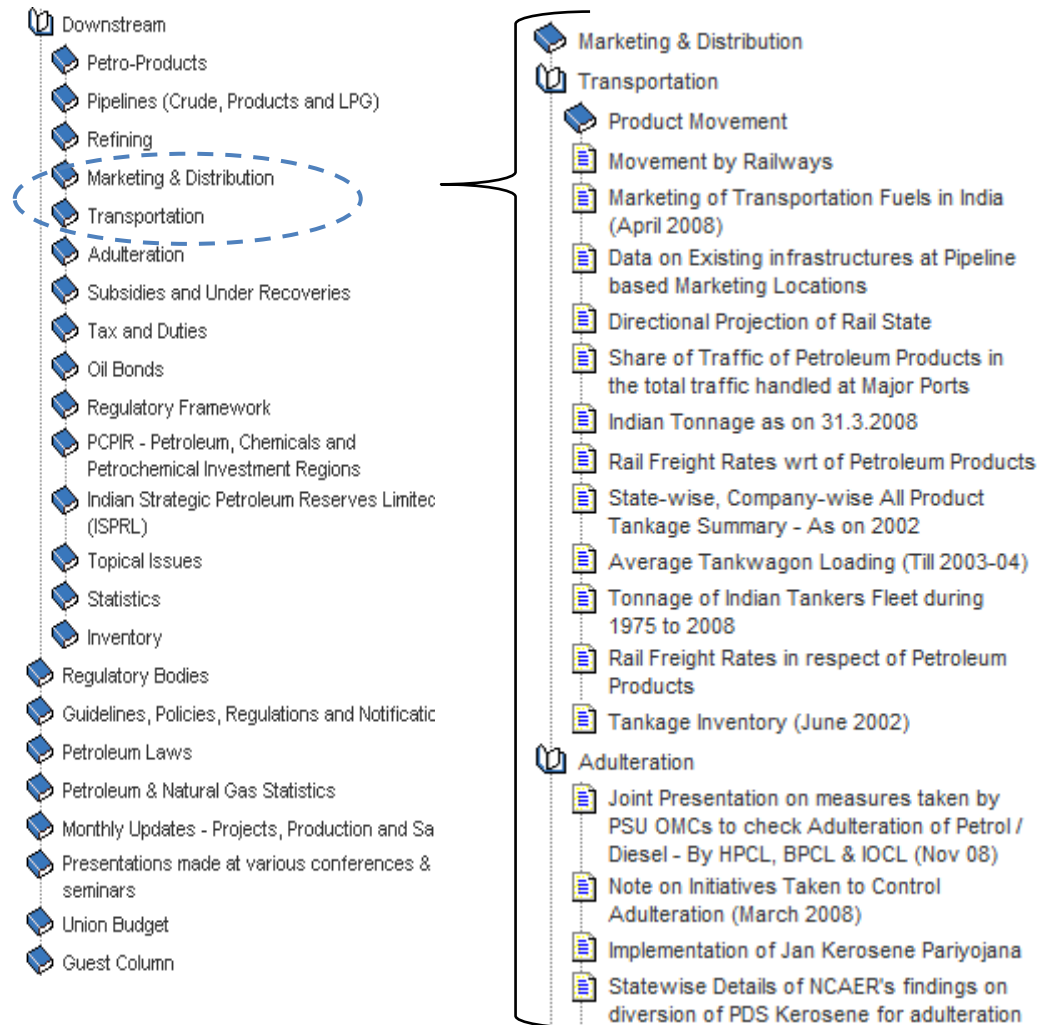 Downstream
Petro-Products
Pipelines (Crude, Products and LPG)
Refining
Marketing & Distribution
Transportation
Adulteration
Subsidies and Under Recoveries
Tax and Duties
Oil Bonds
Regulatory Framework
PCPIR - Petroleum, Chemicals and
Petrochemical Investment Regions
Indian Strategic Petroleum Reserves Limited
(ISPRL)
Topical Issues
Statistics
Inventory
Regulatory Bodies
Guidelines, Policies, Regulations and Notificatic
Petroleum Laws
Petroleum & Natural Gas Statistics
Monthly Updates - Projects, Production and Sa
Presentations made at various conferences &
seminars
Union Budget
Guest Column
Marketing & Distribution
Transportation
Product Movement
Movement by Railways
Marketing of Transportation Fuels in India
(April 2008)
Data on Existing infrastructures at Pipeline
based Marketing Locations
Directional Projection of Rail State
Share of Traffic of Petroleum Products in
the total traffic handled at Major Ports
Indian Tonnage as on 31.3.2008
Rail Freight Rates wrt of Petroleum Products
State-wise, Company-wise All Product
Tankage Summary - As on 2002
Average Tankwagon Loading (Till 2003-04)
Tonnage of Indian Tankers Fleet during
1975 to 2008
Rail Freight Rates in respect of Petroleum
Products
Tankage Inventory (June 2002)
Adulteration
Joint Presentation on measures taken by
PSU OMCs to check Adulteration of Petrol /
Diesel - By HPCL, BPCL & IOCL (Nov 08)
Note on Initiatives Taken to Control
Adulteration (March 2008)
Implementation of Jan Kerosene Pariyojana
Statewise Details of NCAER's findings on
diversion of PDS Kerosene for adulteration